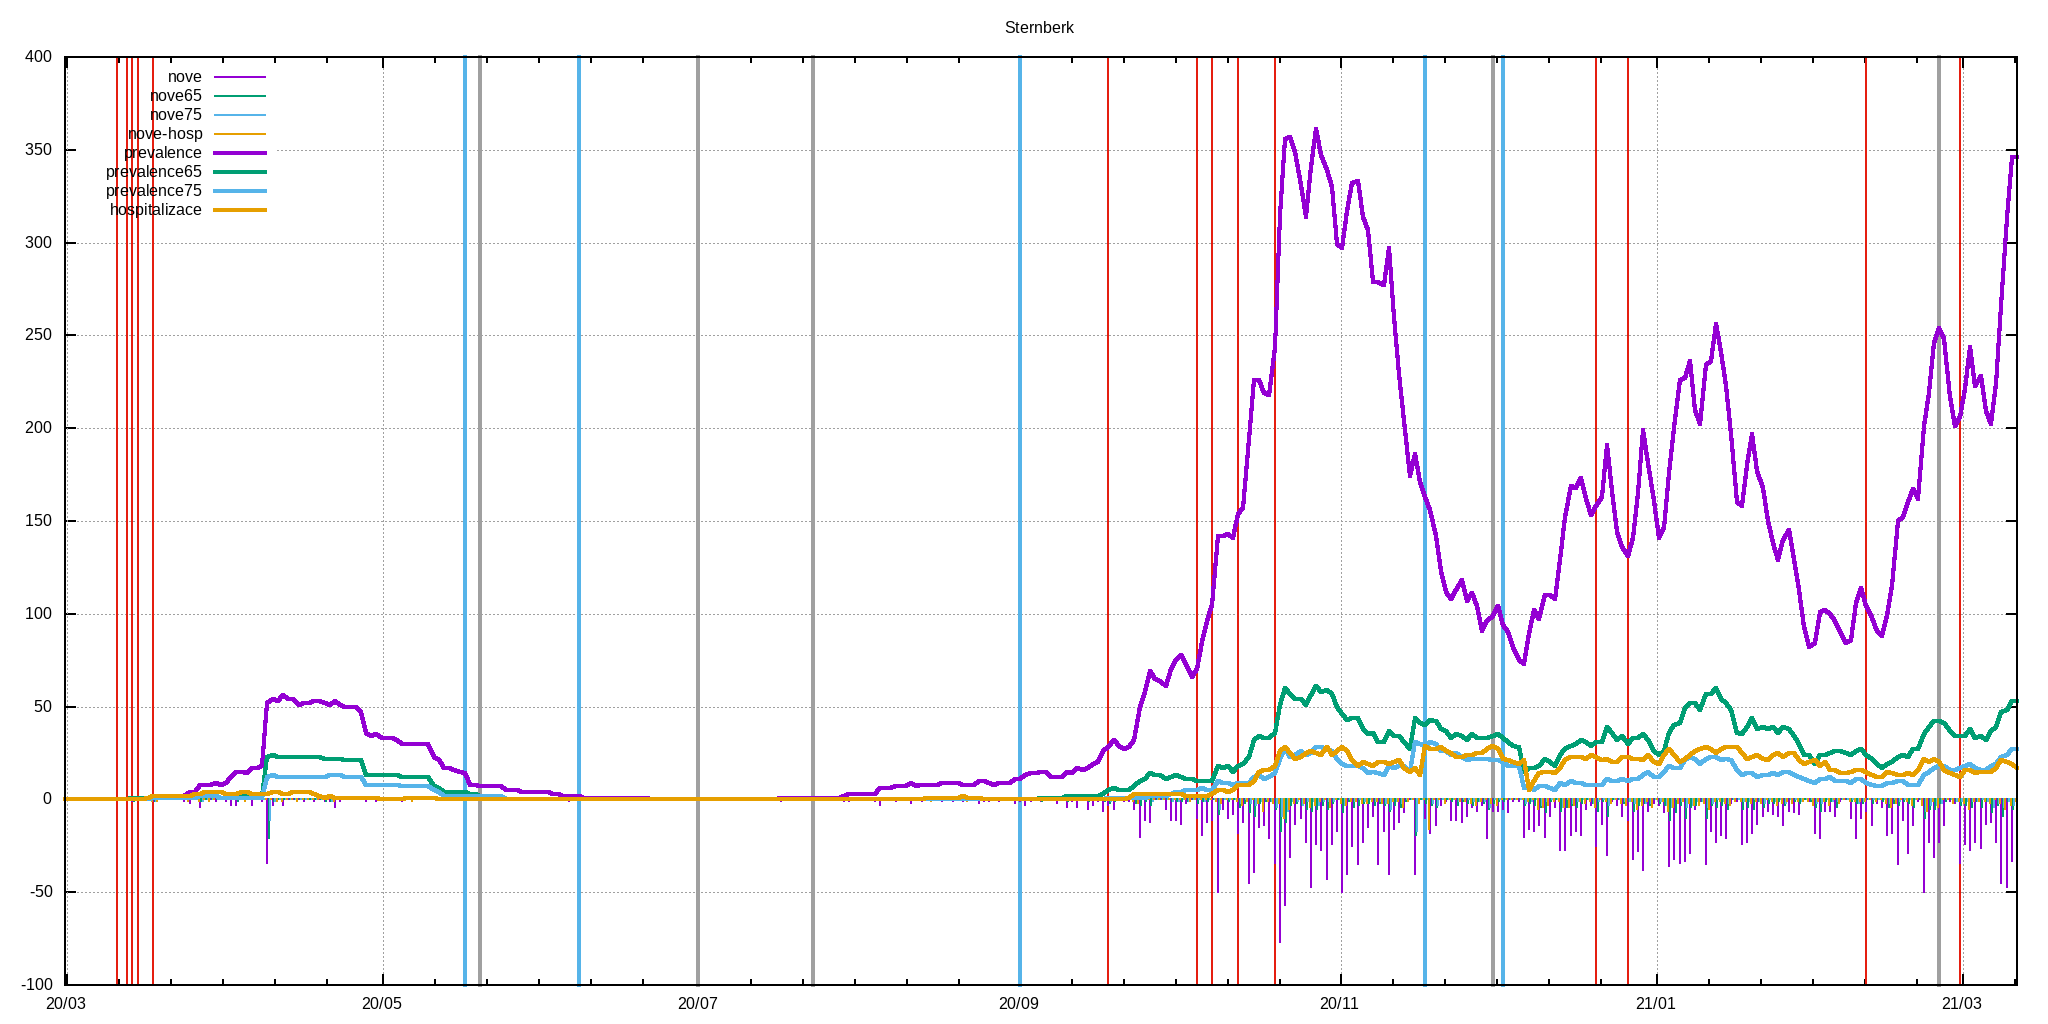 Sternberk
400
nove
nove65
nove75
nove-hosp
350
prevalence
prevalence65
prevalence75
hospitalizace
300
250
200
150
100
50
0
-50
-100
20/03 20/05 20/07 20/09 20/11 21/01 21/03